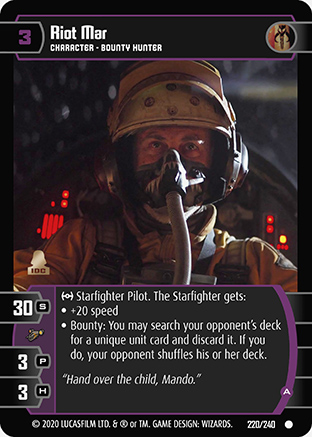 3
Riot Mar
CHARACTER • BOUNTY HUNTER
IDC
30 S
3 P
3 H
Starfighter Pilot. The Starfighter gets:
• +20 speed
• Bounty: You may search your opponent's deck
for a unique unit card and discard it. If you
do, your opponent shuffles his or her deck.
"Hand over the child, Mando."
A
© 2020 LUCASFILM LTD. & ® or TM. GAME DESIGN: WIZARDS. 220/240